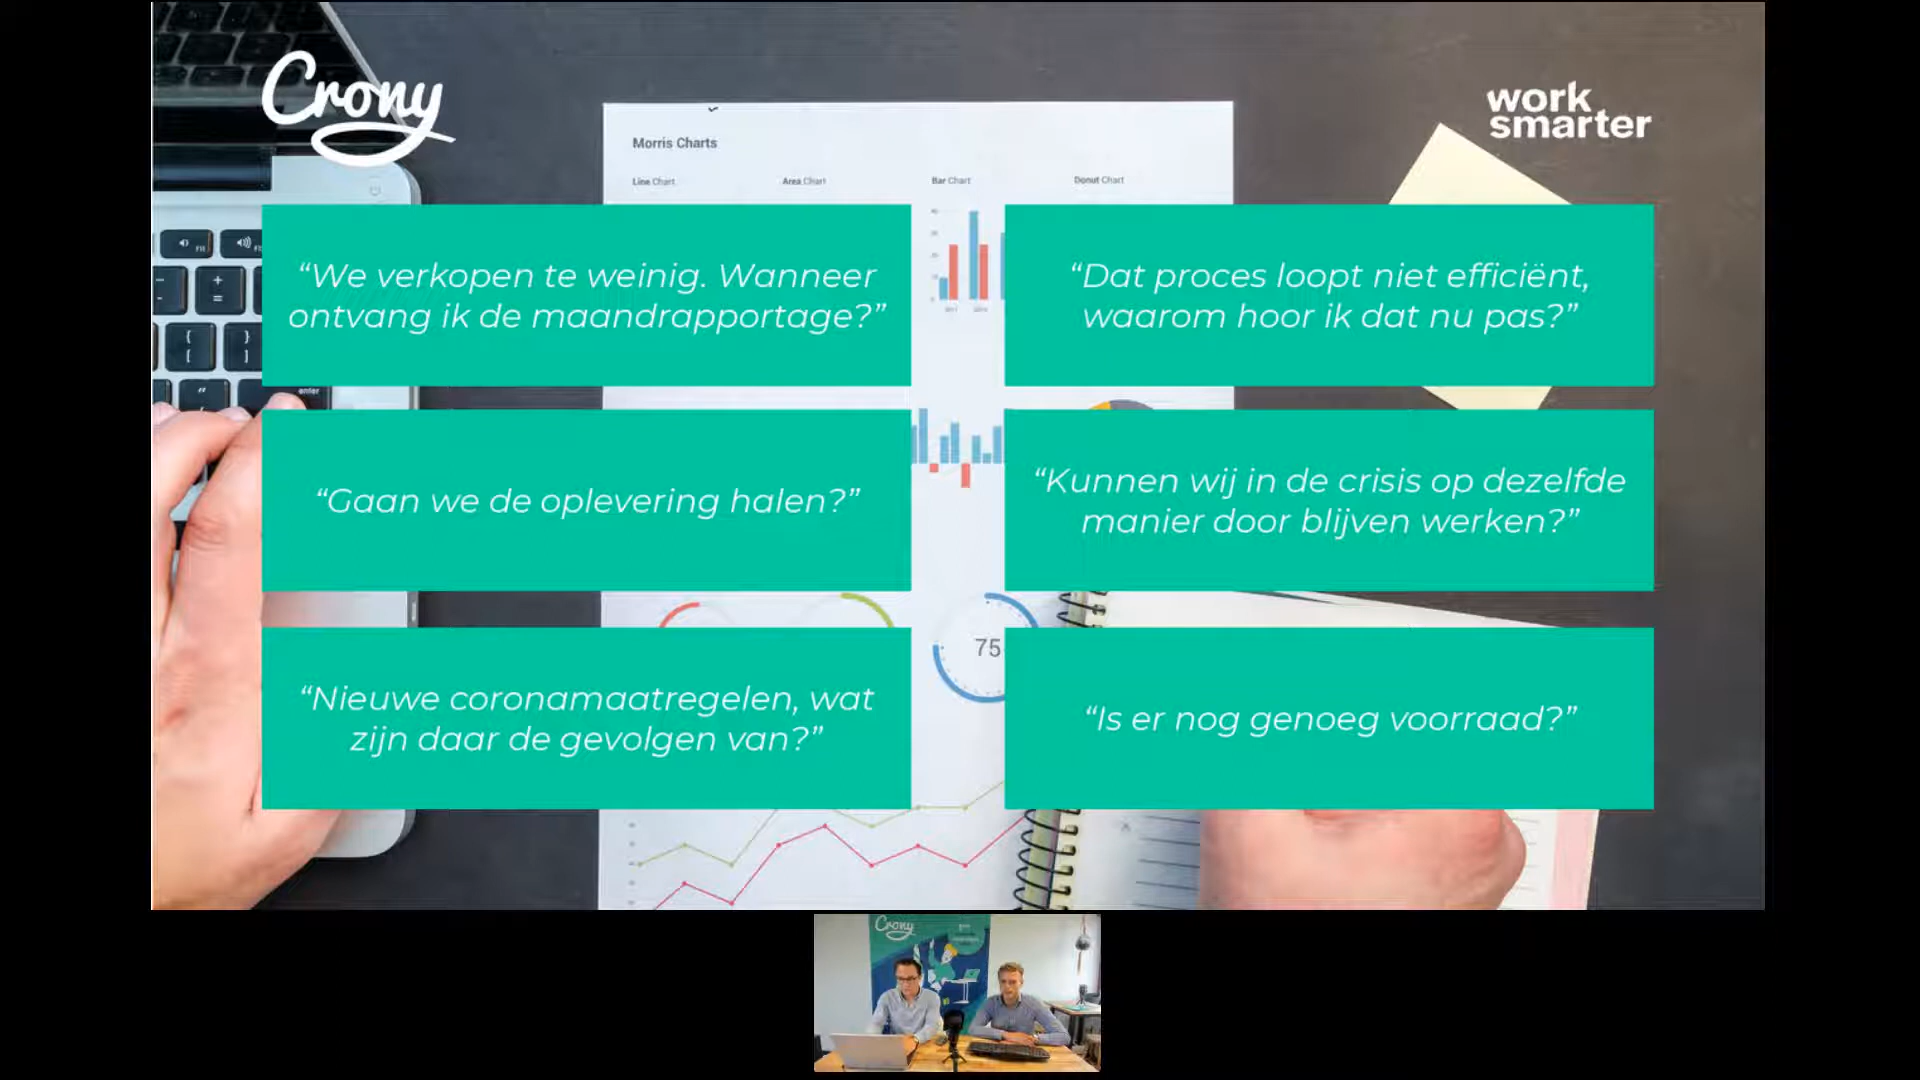 Crony
work
smarter
Morris Charts
Line Chart
Area Chart
Bar Chart
Donut Chart
“We verkopen te weinig. Wanneer
ontvang ik de maandrapportage?”
“Dat proces loopt niet efficiënt,
waarom hoor ik dat nu pas?”
enter
“Gaan we de oplevering halen?”
“Kunnen wij in de crisis op dezelfde
manier door blijven werken?”
75
“Nieuwe coronamaatregelen, wat
zijn daar de gevolgen van?”
“Is er nog genoeg voorraad?”
Crony